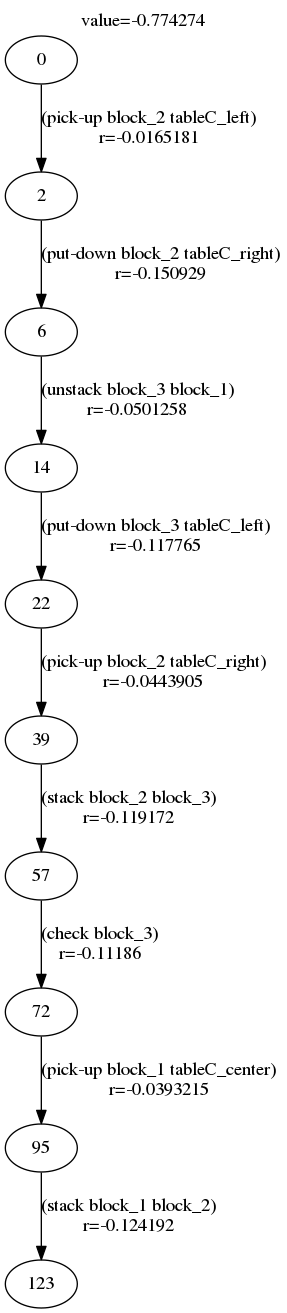 value=-0.774274
0
(pick-up block_2 tableC_left)
r=-0.0165181
2
(put-down block_2 tableC_right)
r=-0.150929
6
(unstack block_3 block_1)
r=-0.0501258
14
(put-down block_3 tableC_left)
r=-0.117765
22
(pick-up block_2 tableC_right)
r=-0.0443905
39
(stack block_2 block_3)
r=-0.119172
57
(check block_3)
r=-0.11186
72
(pick-up block_1 tableC_center)
r=-0.0393215
95
(stack block_1 block_2)
r=-0.124192
123